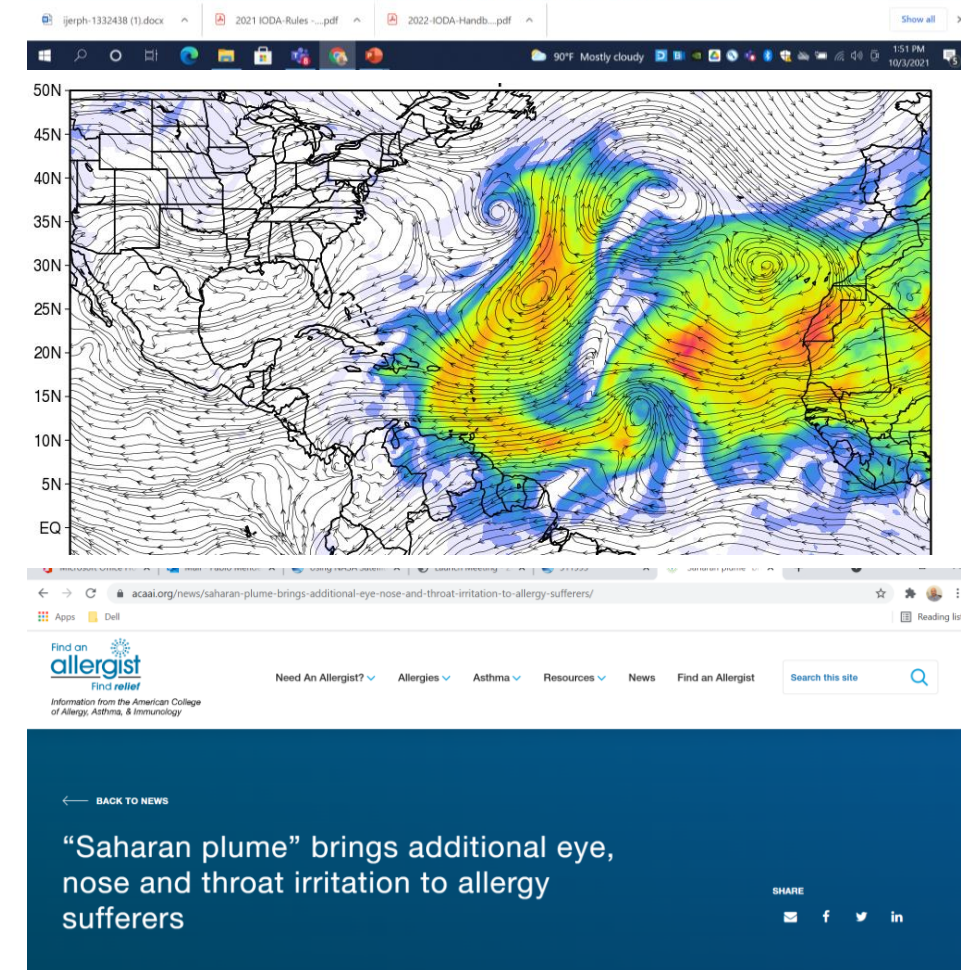 ijerph-1332438 (1).docx
2021 IODA-Rules -....pdf
2022-IODA-Handb....pdf
Show all
90°F Mostly cloudy
1:51 PM
10/3/2021
50N
45N
40N
35N
30N
25N
20N
15N
10N
5N
EQ
acaai.org/news/saharan-plume-brings-additional-eye-nose-and-throat-irritation-to-allergy-sufferers/
Apps Dell Reading list
Find an
allergist
Find relief
Information from the American College
of Allergy, Asthma, & Immunology
Need An Allergist? Allergies Asthma Resources News Find an Allergist Search this site
BACK TO NEWS
“Saharan plume” brings additional eye,
nose and throat irritation to allergy
sufferers
SHARE